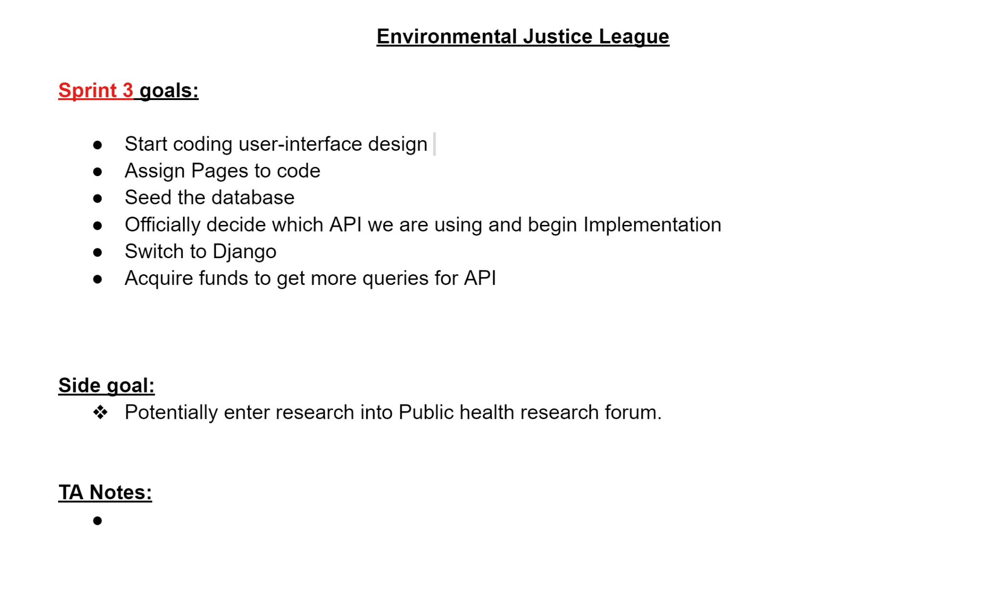 Environmental Justice League
Sprint 3 goals:
● Start coding user-interface design
● Assign Pages to code
● Seed the database
● Officially decide which API we are using and begin Implementation
● Switch to Django
● Acquire funds to get more queries for API
Side goal:
❖ Potentially enter research into Public health research forum.
TA Notes:
●